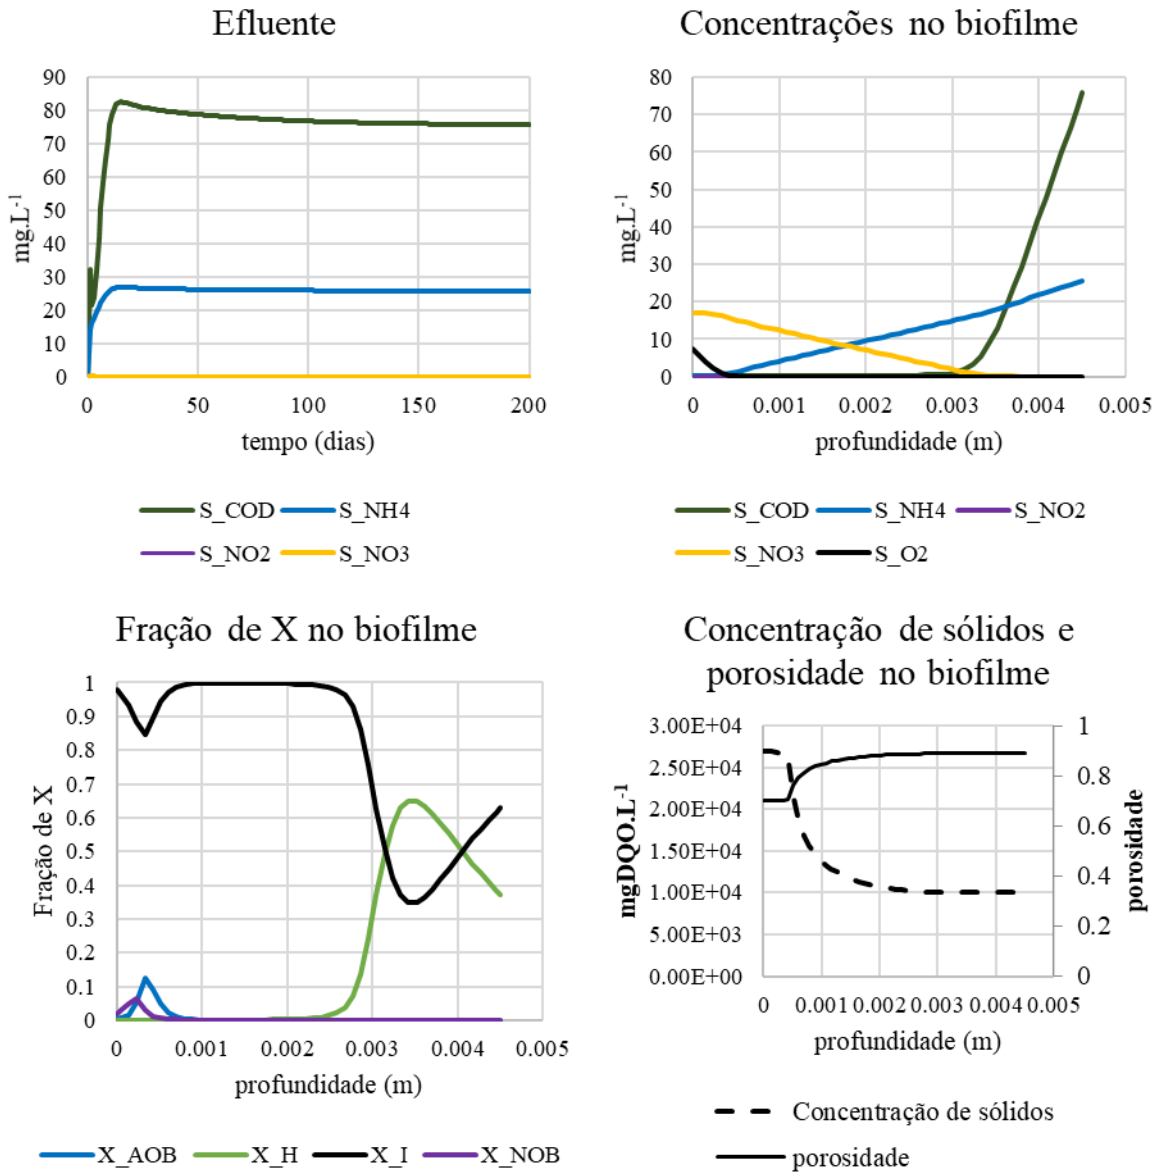 Efluente
90
80
70
60
50
40
30
20
10
0
mg.L-1
0 50 100 150 200
tempo (dias)
S_COD S_NH4
S_NO2 S_NO3
Concentrações no biofilme
80
70
60
50
40
30
20
10
0
mg.L-1
0 0.001 0.002 0.003 0.004 0.005
profundidade (m)
S_COD S_NH4 S_NO2
S_NO3 S_O2
Fração de X no biofilme
1
0.9
0.8
0.7
0.6
0.5
0.4
0.3
0.2
0.1
0
Fração de X
0 0.001 0.002 0.003 0.004 0.005
profundidade (m)
X_AOB X_H X_I X_NOB
Concentração de sólidos e
porosidade no biofilme
3.00E+04
2.50E+04
2.00E+04
1.50E+04
1.00E+04
5.00E+03
0.00E+00
mgDQO.L-1
1
0.8
0.6
0.4
0.2
0
porosidade
0 0.001 0.002 0.003 0.004 0.005
profundidade (m)
Concentração de sólidos
porosidade